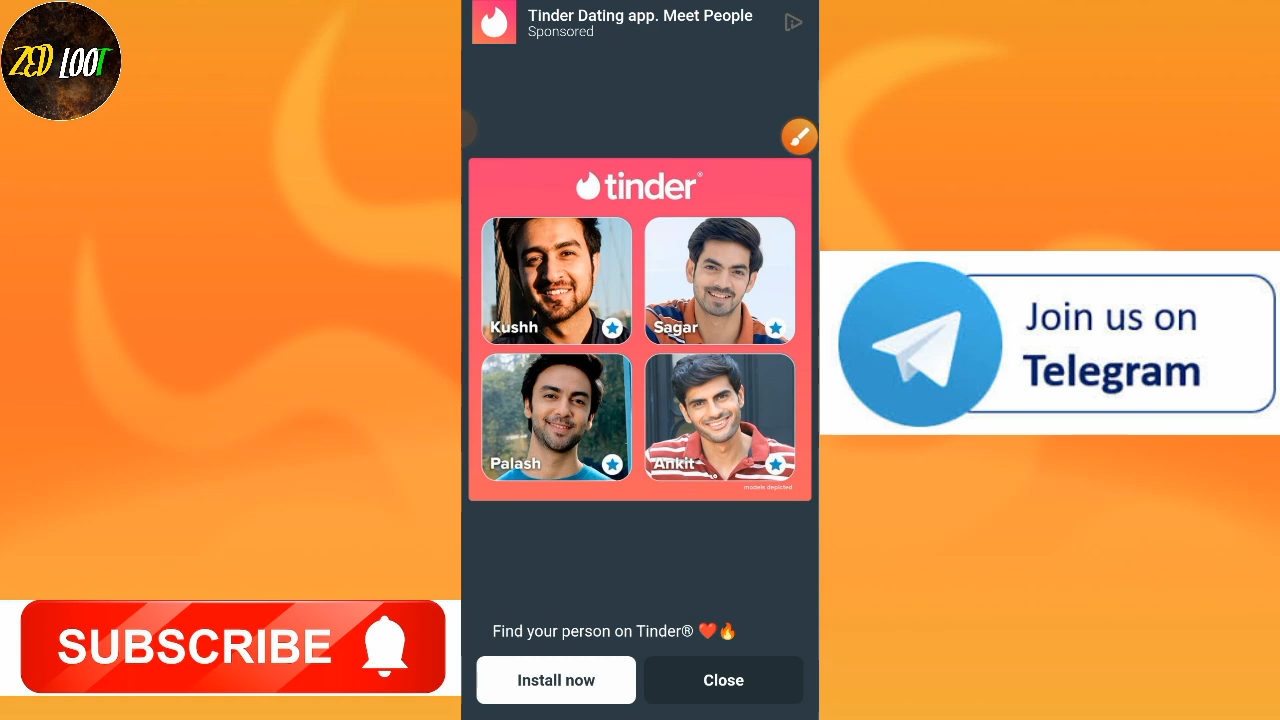 ZED LOOT
Tinder Dating app. Meet People
Sponsored
tinder®
Kushh
Sagar
Palash
Ankit
models depicted
Join us on
Telegram
Find your person on Tinder® ❤️🔥
SUBSCRIBE
Install now
Close